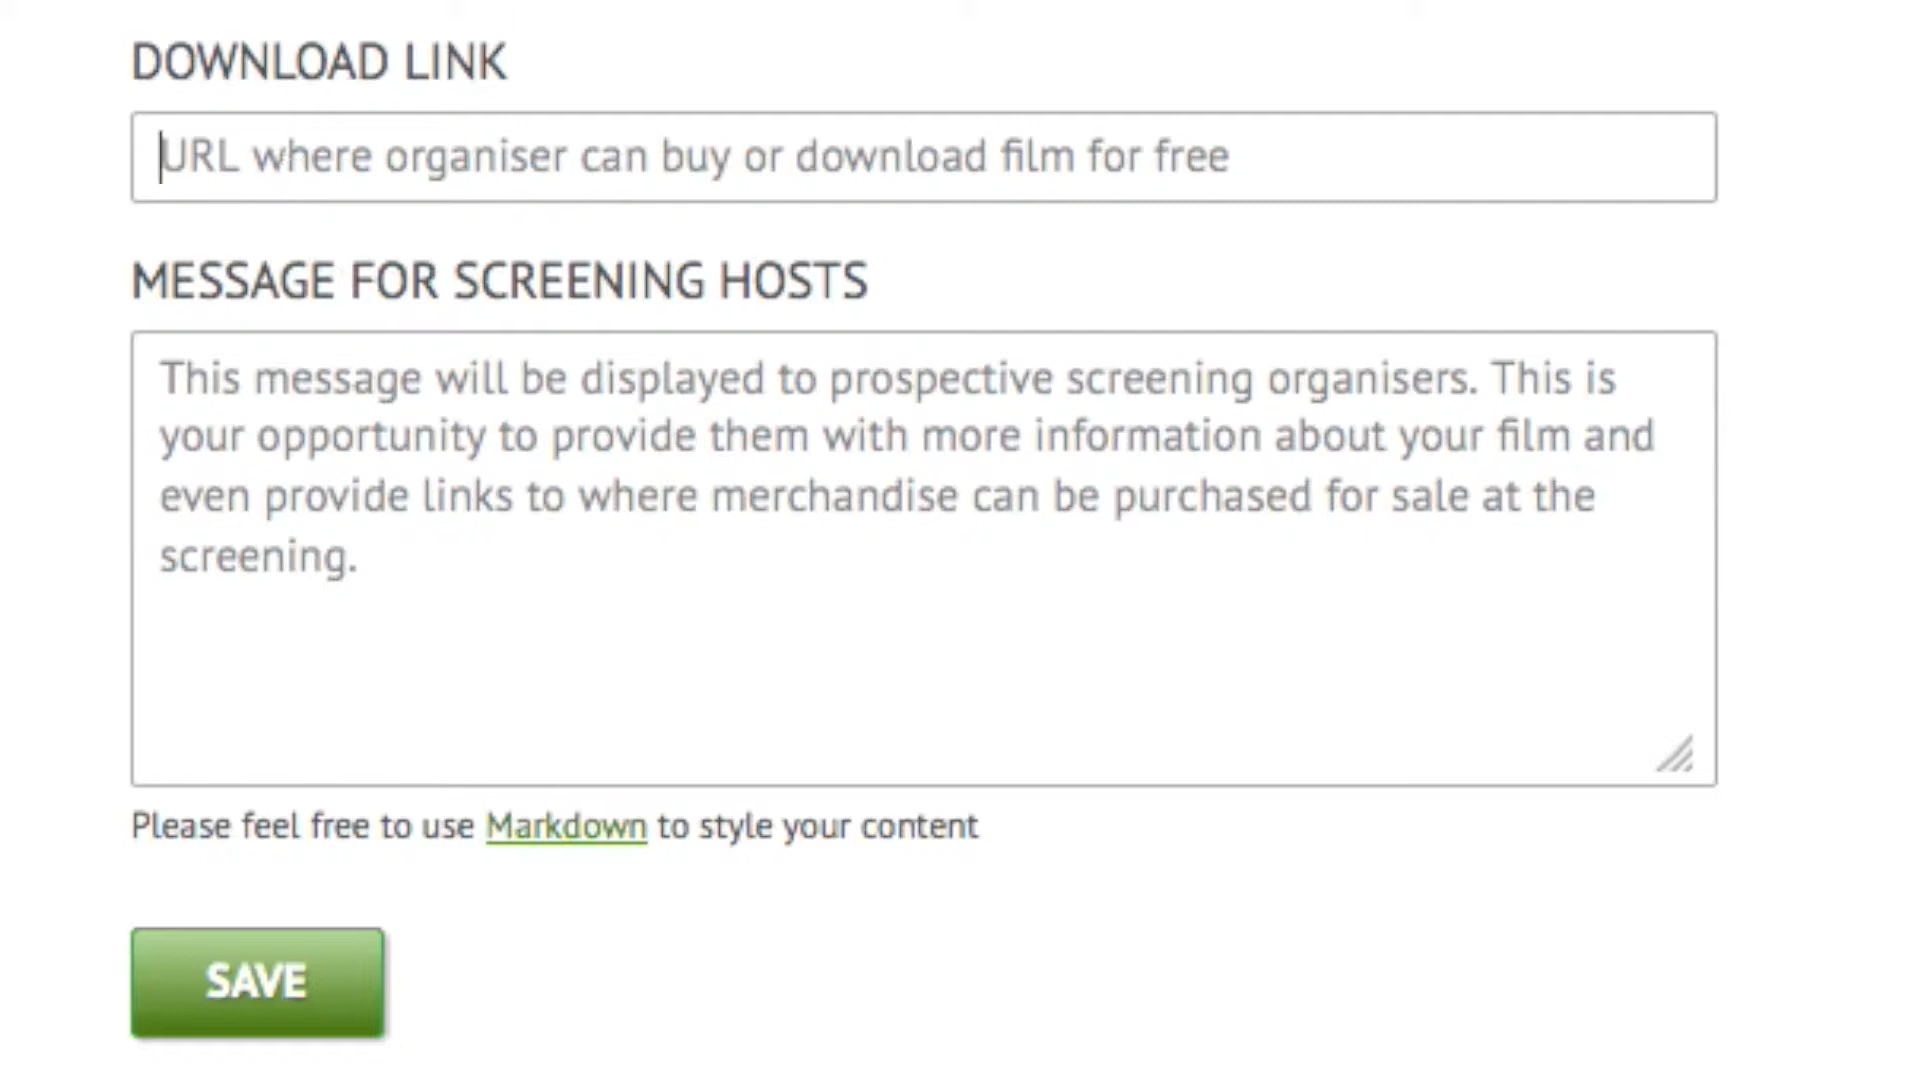 DOWNLOAD LINK
URL where organiser can buy or download film for free
MESSAGE FOR SCREENING HOSTS
This message will be displayed to prospective screening organisers. This is
your opportunity to provide them with more information about your film and
even provide links to where merchandise can be purchased for sale at the
screening.
Please feel free to use Markdown to style your content
SAVE